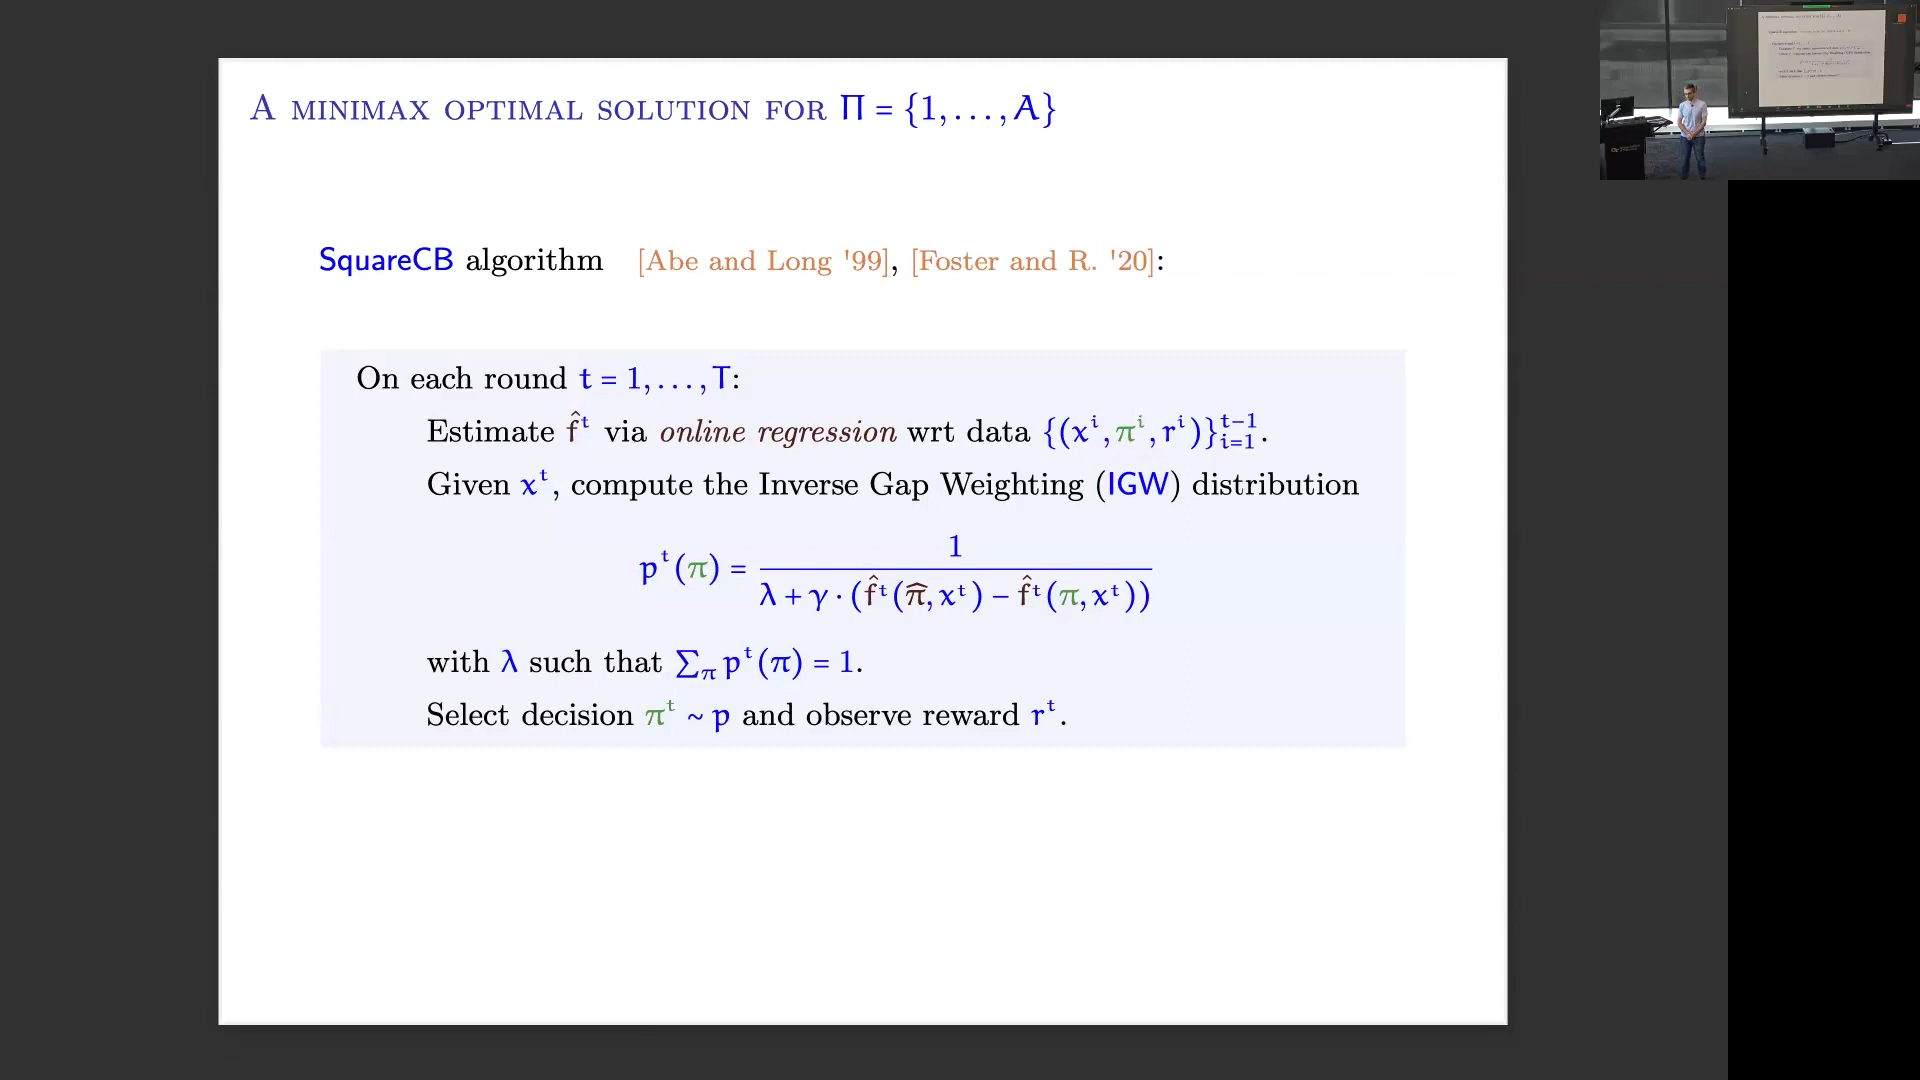 A MINIMAX OPTIMAL SOLUTION FOR Π = {1, . . . , A}
SquareCB algorithm [Abe and Long '99], [Foster and R. '20]:
On each round t = 1, . . . , T:
Estimate f̂ᵗ via online regression wrt data {(xⁱ, πⁱ, rⁱ)}ᵢ₌₁ᵗ⁻¹.
Given xᵗ, compute the Inverse Gap Weighting (IGW) distribution
pᵗ(π) = 1 / (λ + γ · (f̂ᵗ(π̂, xᵗ) − f̂ᵗ(π, xᵗ)))
with λ such that ∑_π pᵗ(π) = 1.
Select decision πᵗ ~ p and observe reward rᵗ.